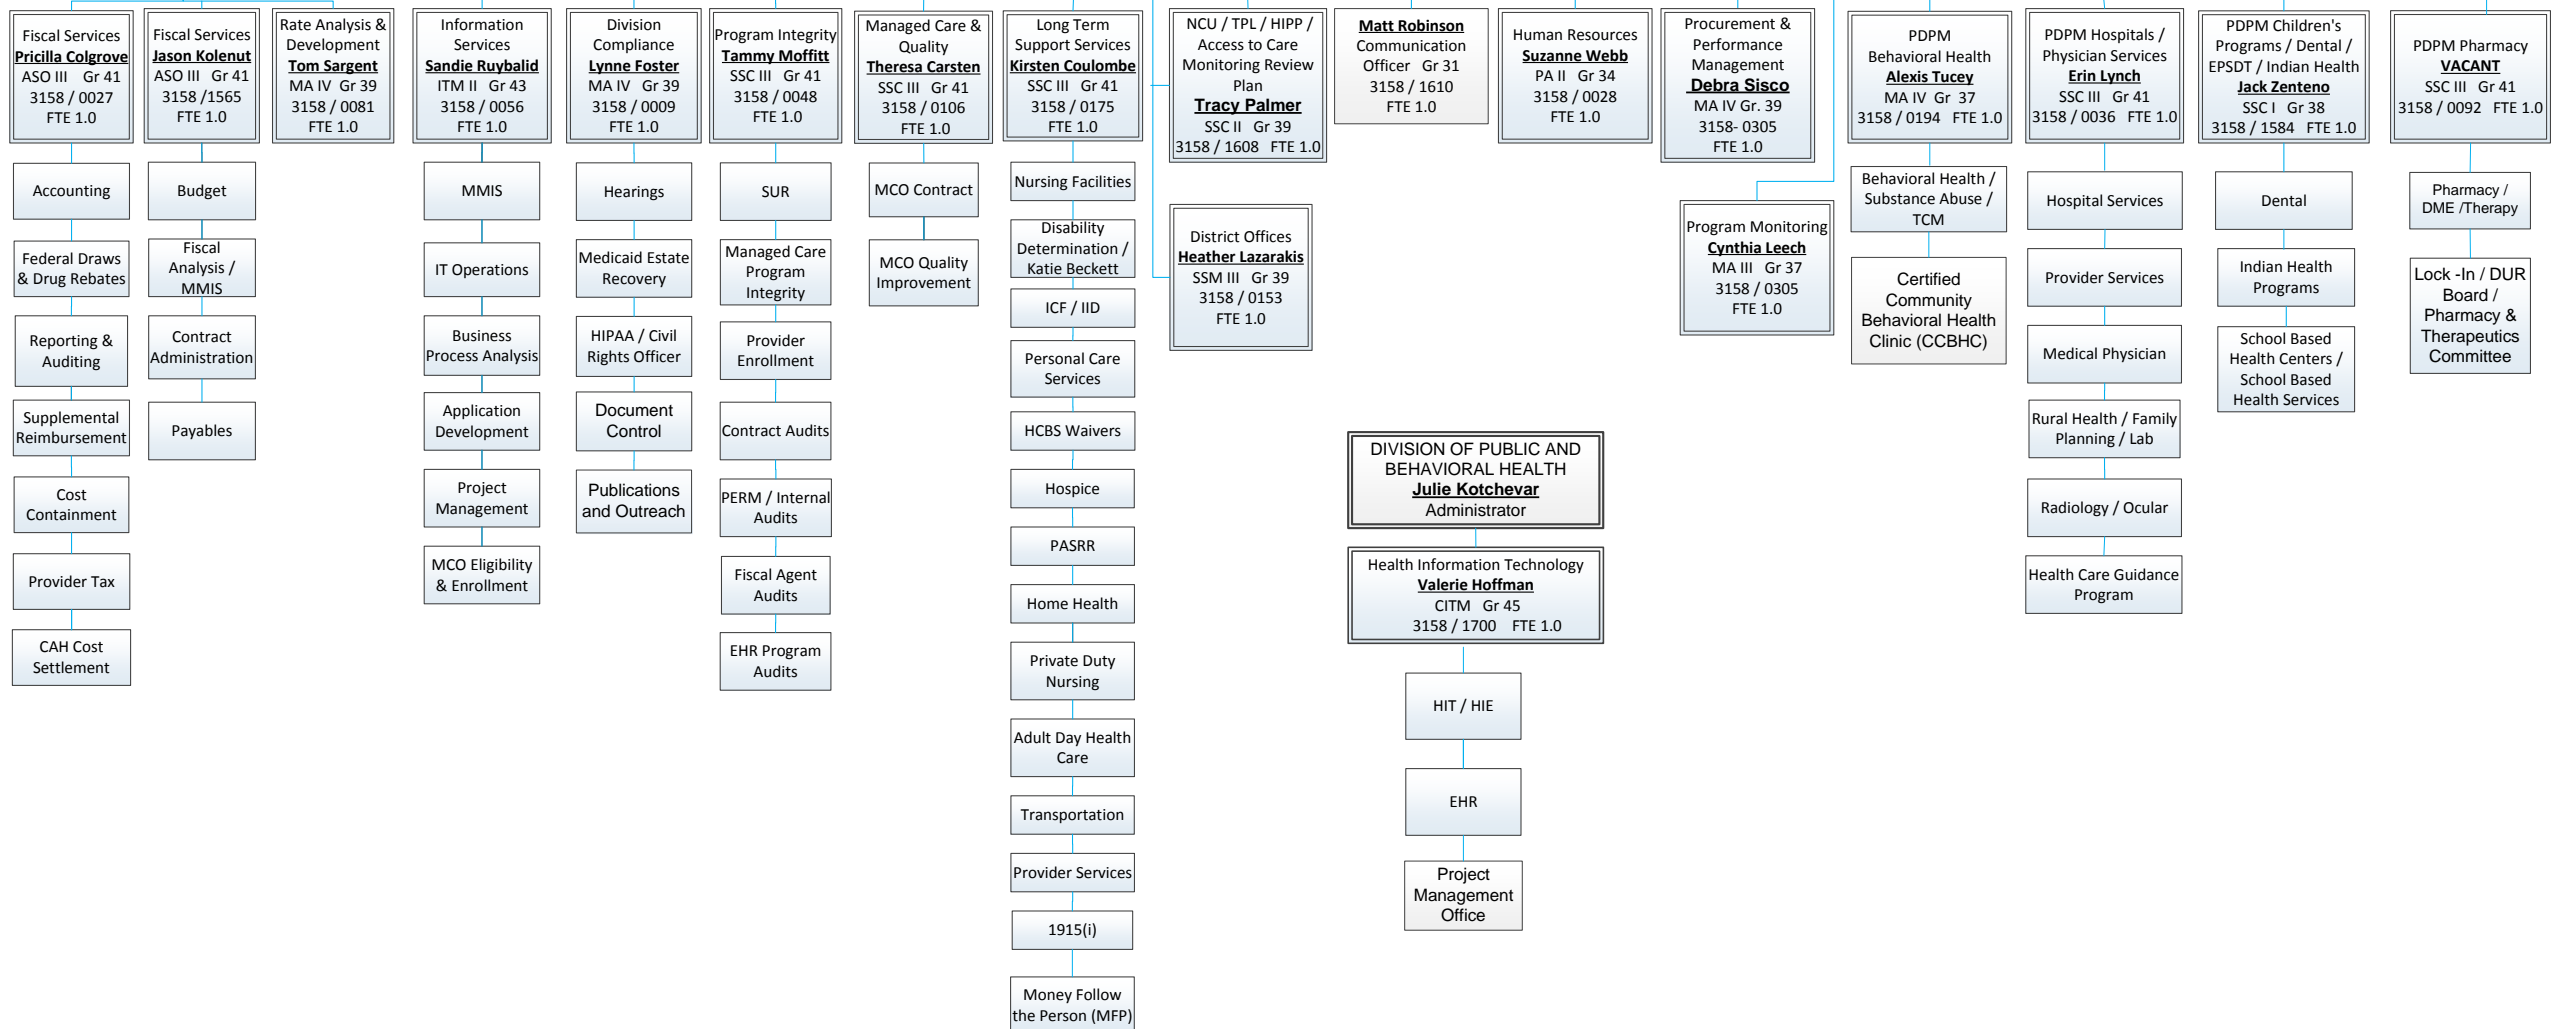 Fiscal Services
Pricilla Colgrove
ASO III Gr 41
3158 / 0027
FTE 1.0
Accounting
Federal Draws
& Drug Rebates
Reporting &
Auditing
Supplemental
Reimbursement
Cost
Containment
Provider Tax
CAH Cost
Settlement
Fiscal Services
Jason Kolenut
ASO III Gr 41
3158 /1565
FTE 1.0
Budget
Fiscal
Analysis /
MMIS
Contract
Administration
Payables
Rate Analysis &
Development
Tom Sargent
MA IV Gr 39
3158 / 0081
FTE 1.0
Information
Services
Sandie Ruybalid
ITM II Gr 43
3158 / 0056
FTE 1.0
MMIS
IT Operations
Business
Process Analysis
Application
Development
Project
Management
MCO Eligibility
& Enrollment
Division
Compliance
Lynne Foster
MA IV Gr 39
3158 / 0009
FTE 1.0
Hearings
Medicaid Estate
Recovery
HIPAA / Civil
Rights Officer
Document
Control
Publications
and Outreach
Program Integrity
Tammy Moffitt
SSC III Gr 41
3158 / 0048
FTE 1.0
SUR
Managed Care
Program
Integrity
Provider
Enrollment
Contract Audits
PERM / Internal
Audits
Fiscal Agent
Audits
EHR Program
Audits
Managed Care &
Quality
Theresa Carsten
SSC III Gr 41
3158 / 0106
FTE 1.0
MCO Contract
MCO Quality
Improvement
Long Term
Support Services
Kirsten Coulombe
SSC III Gr 41
3158 / 0175
FTE 1.0
Nursing Facilities
Disability
Determination /
Katie Beckett
ICF / IID
Personal Care
Services
HCBS Waivers
Hospice
PASRR
Home Health
Private Duty
Nursing
Adult Day Health
Care
Transportation
Provider Services
1915(i)
Money Follow
the Person (MFP)
NCU / TPL / HIPP /
Access to Care
Monitoring Review
Plan
Tracy Palmer
SSC II Gr 39
3158 / 1608 FTE 1.0
District Offices
Heather Lazarakis
SSM III Gr 39
3158 / 0153
FTE 1.0
Matt Robinson
Communication
Officer Gr 31
3158 / 1610
FTE 1.0
Human Resources
Suzanne Webb
PA II Gr 34
3158 / 0028
FTE 1.0
Procurement &
Performance
Management
Debra Sisco
MA IV Gr. 39
3158- 0305
FTE 1.0
Program Monitoring
Cynthia Leech
MA III Gr 37
3158 / 0305
FTE 1.0
DIVISION OF PUBLIC AND
BEHAVIORAL HEALTH
Julie Kotchevar
Administrator
Health Information Technology
Valerie Hoffman
CITM Gr 45
3158 / 1700 FTE 1.0
HIT / HIE
EHR
Project
Management
Office
PDPM
Behavioral Health
Alexis Tucey
MA IV Gr 37
3158 / 0194 FTE 1.0
Behavioral Health /
Substance Abuse /
TCM
Certified
Community
Behavioral Health
Clinic (CCBHC)
PDPM Hospitals /
Physician Services
Erin Lynch
SSC III Gr 41
3158 / 0036 FTE 1.0
Hospital Services
Provider Services
Medical Physician
Rural Health / Family
Planning / Lab
Radiology / Ocular
Health Care Guidance
Program
PDPM Children's
Programs / Dental /
EPSDT / Indian Health
Jack Zenteno
SSC I Gr 38
3158 / 1584 FTE 1.0
Dental
Indian Health
Programs
School Based
Health Centers /
School Based
Health Services
PDPM Pharmacy
VACANT
SSC III Gr 41
3158 / 0092 FTE 1.0
Pharmacy /
DME /Therapy
Lock -In / DUR
Board /
Pharmacy &
Therapeutics
Committee